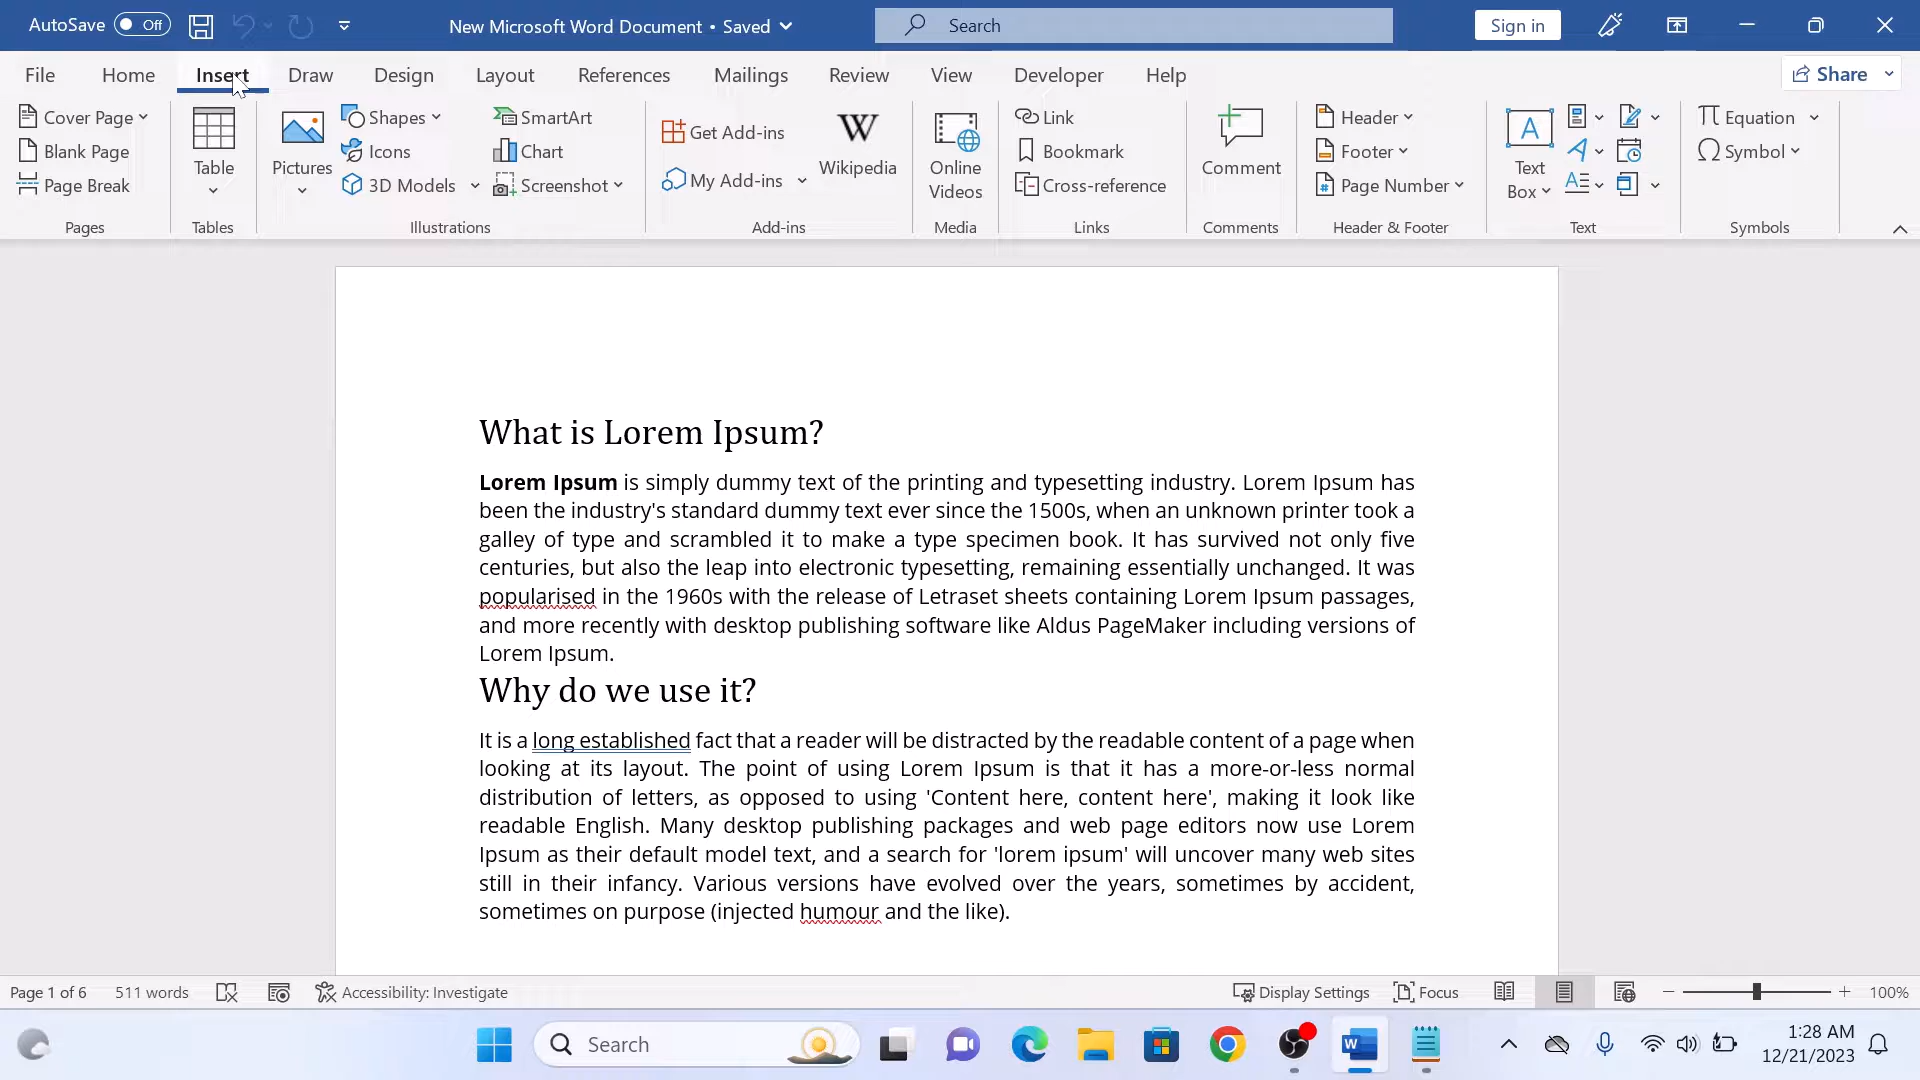 AutoSave Off New Microsoft Word Document • Saved Search Sign in
File Home Insert Draw Design Layout References Mailings Review View Developer Help Share
Cover Page
Blank Page
Page Break
Pages
Table
Tables
Pictures
Shapes
Icons
3D Models
SmartArt
Chart
Screenshot
Illustrations
Get Add-ins
My Add-ins
W
Wikipedia
Add-ins
Online
Videos
Media
Link
Bookmark
Cross-reference
Links
Comment
Comments
Header
Footer
Page Number
Header & Footer
Text
Box
Text
Equation
Symbol
Symbols
What is Lorem Ipsum?
Lorem Ipsum is simply dummy text of the printing and typesetting industry. Lorem Ipsum has
been the industry's standard dummy text ever since the 1500s, when an unknown printer took a
galley of type and scrambled it to make a type specimen book. It has survived not only five
centuries, but also the leap into electronic typesetting, remaining essentially unchanged. It was
popularised in the 1960s with the release of Letraset sheets containing Lorem Ipsum passages,
and more recently with desktop publishing software like Aldus PageMaker including versions of
Lorem Ipsum.
Why do we use it?
It is a long established fact that a reader will be distracted by the readable content of a page when
looking at its layout. The point of using Lorem Ipsum is that it has a more-or-less normal
distribution of letters, as opposed to using 'Content here, content here', making it look like
readable English. Many desktop publishing packages and web page editors now use Lorem
Ipsum as their default model text, and a search for 'lorem ipsum' will uncover many web sites
still in their infancy. Various versions have evolved over the years, sometimes by accident,
sometimes on purpose (injected humour and the like).
Page 1 of 6 511 words Accessibility: Investigate Display Settings Focus 100%
Search
1:28 AM
12/21/2023